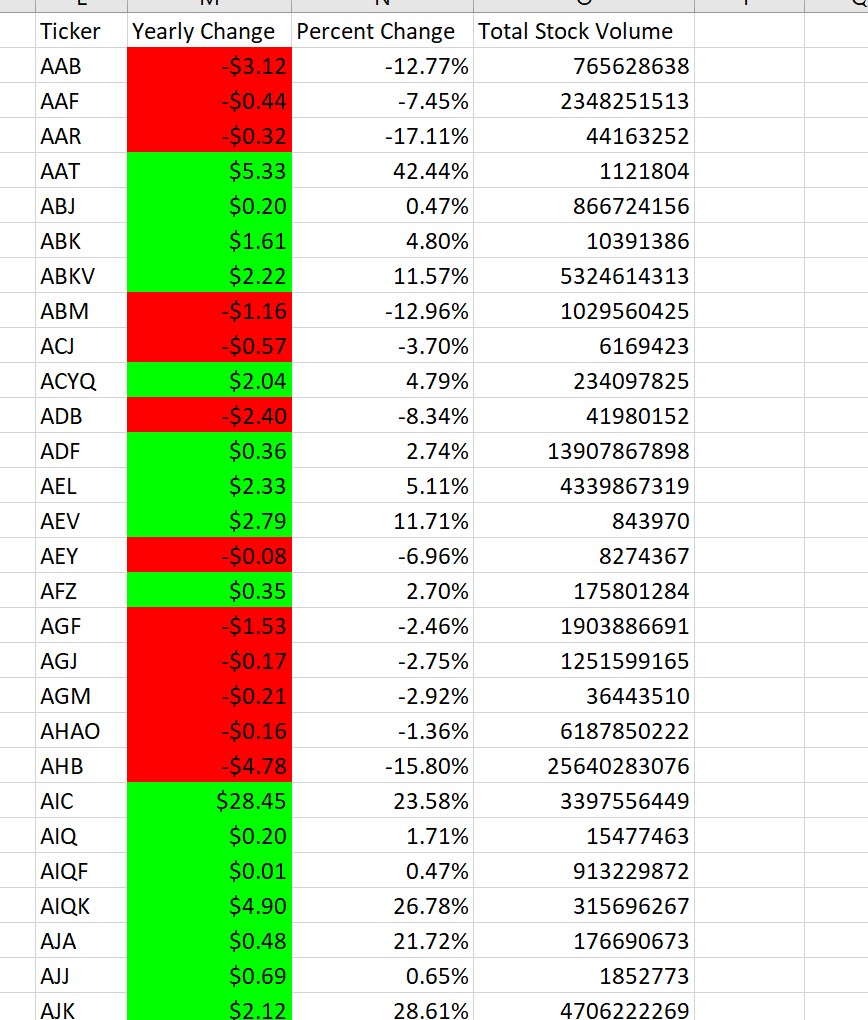 Ticker Yearly Change Percent Change Total Stock Volume
AAB -$3.12 -12.77% 765628638
AAF -$0.44 -7.45% 2348251513
AAR -$0.32 -17.11% 44163252
AAT $5.33 42.44% 1121804
ABJ $0.20 0.47% 866724156
ABK $1.61 4.80% 10391386
ABKV $2.22 11.57% 5324614313
ABM -$1.16 -12.96% 1029560425
ACJ -$0.57 -3.70% 6169423
ACYQ $2.04 4.79% 234097825
ADB -$2.40 -8.34% 41980152
ADF $0.36 2.74% 13907867898
AEL $2.33 5.11% 4339867319
AEV $2.79 11.71% 843970
AEY -$0.08 -6.96% 8274367
AFZ $0.35 2.70% 175801284
AGF -$1.53 -2.46% 1903886691
AGJ -$0.17 -2.75% 1251599165
AGM -$0.21 -2.92% 36443510
AHAO -$0.16 -1.36% 6187850222
AHB -$4.78 -15.80% 25640283076
AIC $28.45 23.58% 3397556449
AIQ $0.20 1.71% 15477463
AIQF $0.01 0.47% 913229872
AIQK $4.90 26.78% 315696267
AJA $0.48 21.72% 176690673
AJJ $0.69 0.65% 1852773
AJK $2.12 28.61% 4706222269